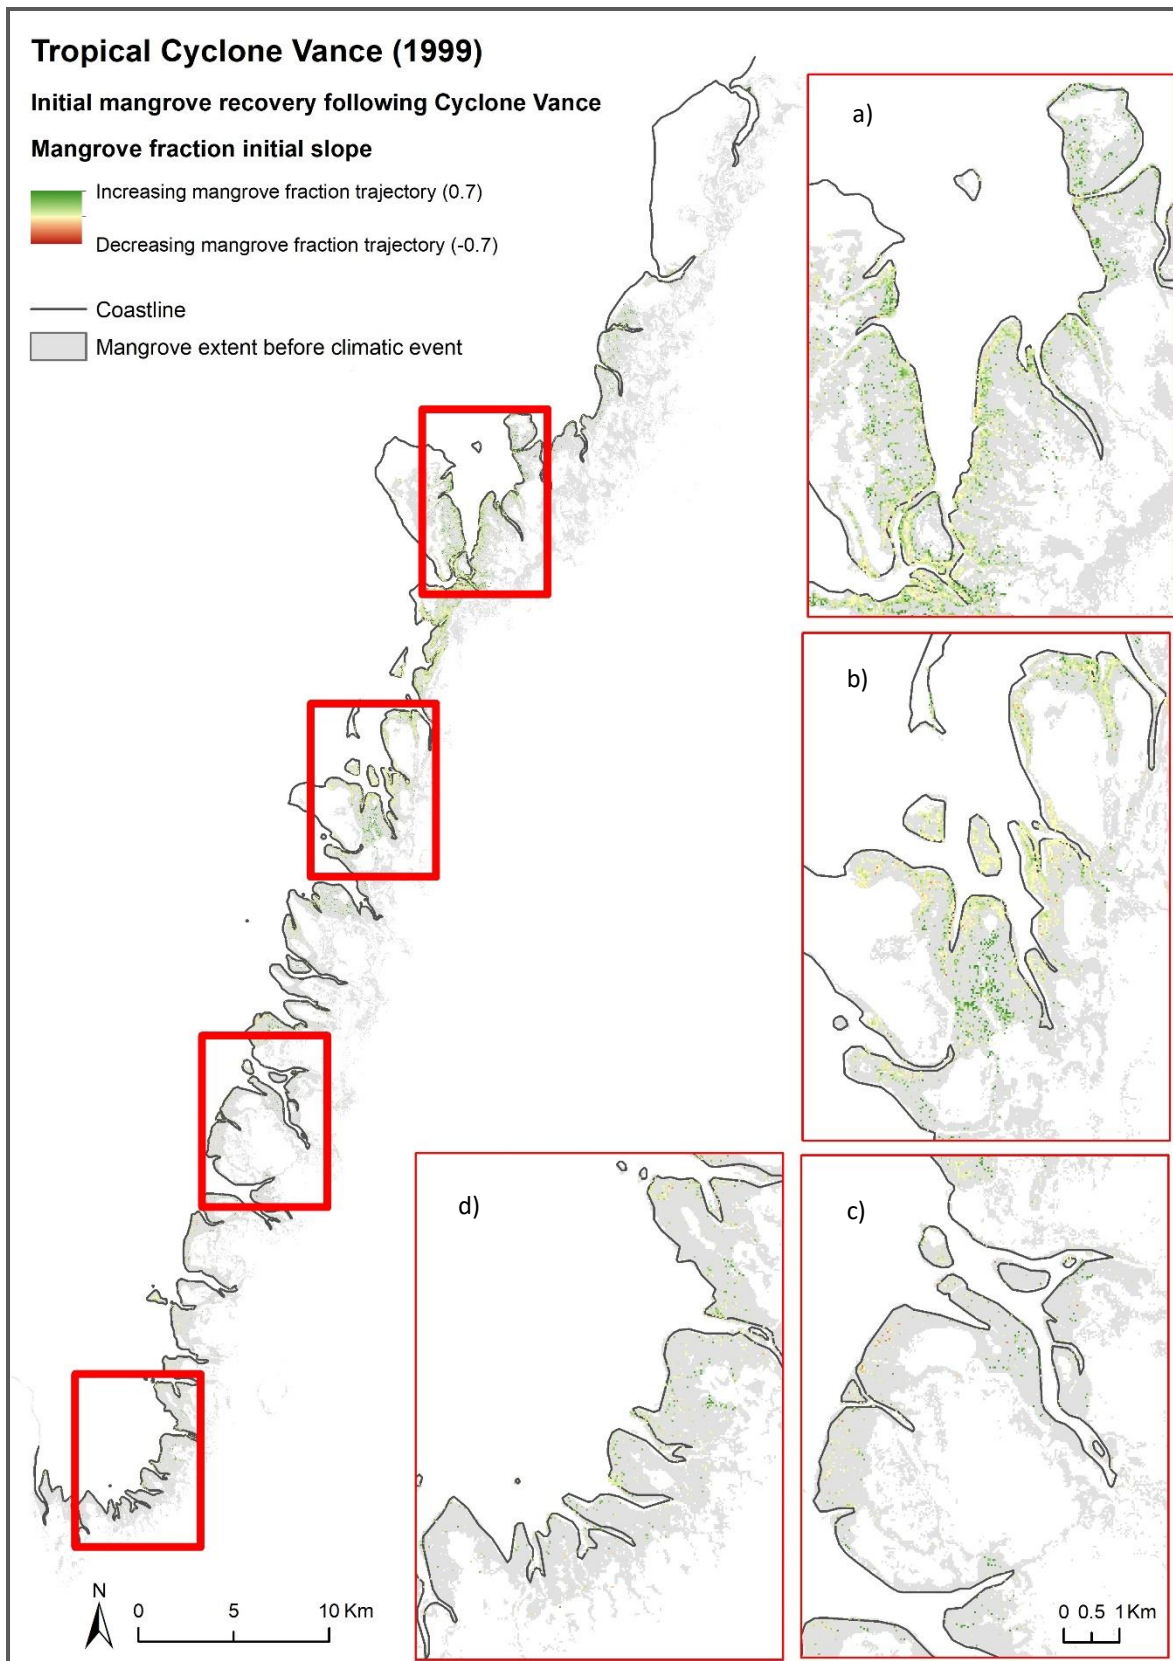 Tropical Cyclone Vance (1999)
Initial mangrove recovery following Cyclone Vance
Mangrove fraction initial slope
Increasing mangrove fraction trajectory (0.7)
Decreasing mangrove fraction trajectory (-0.7)
Coastline
Mangrove extent before climatic event
a)
b)
d)
c)
N
0 5 10 Km
0 0.5 1Km